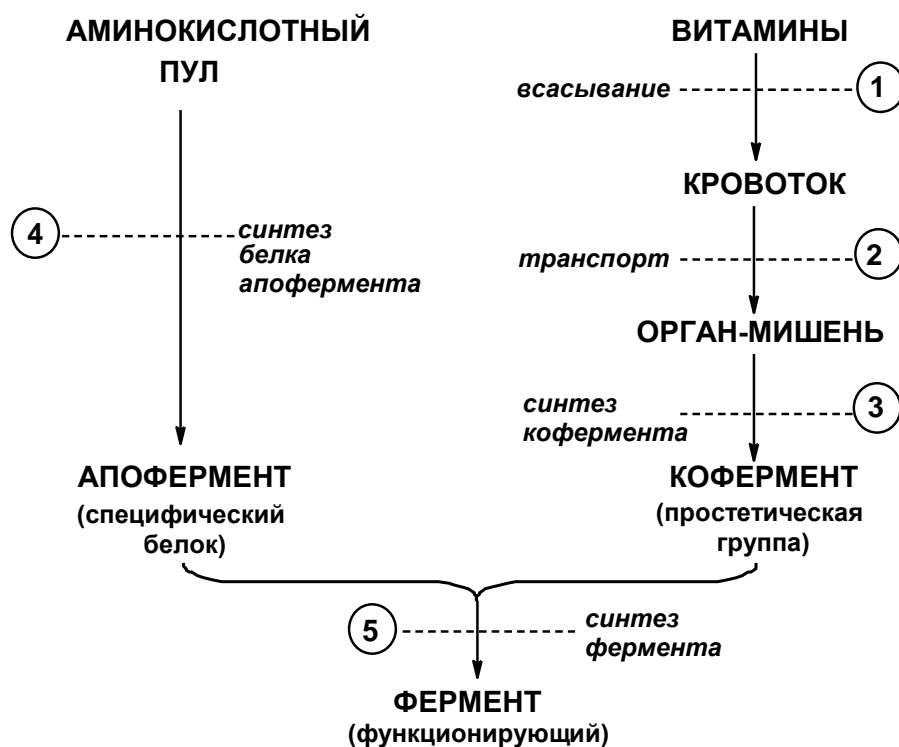 АМИНОКИСЛОТНЫЙ
ПУЛ
ВИТАМИНЫ
всасывание
1
КРОВОТОК
4
синтез
белка
апофермента
транспорт
2
ОРГАН-МИШЕНЬ
синтез
кофермента
3
АПОФЕРМЕНТ
(специфический
белок)
КОФЕРМЕНТ
(простетическая
группа)
5
синтез
фермента
ФЕРМЕНТ
(функционирующий)